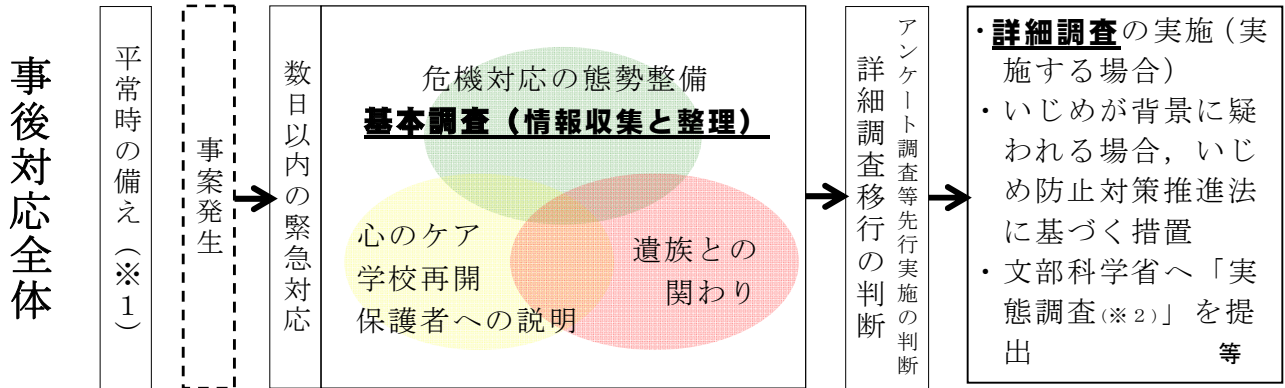 事後対応全体
平常時の備え（※１）
事案発生
数日以内の緊急対応
危機対応の態勢整備
基本調査（情報収集と整理）
心のケア
学校再開
保護者への説明
遺族との
関わり
詳細調査移行の判断
アンケート調査等先行実施の判断
・詳細調査の実施（実
施する場合）
・いじめが背景に疑
われる場合，いじ
め防止対策推進法
に基づく措置
・文部科学省へ「実
態調査(※２)」を提
出 等